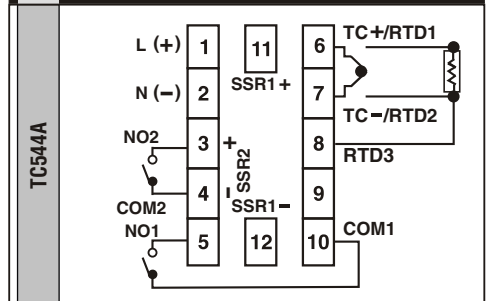 TC544A
L (+) 1 11 6 TC+/RTD1
SSR1+
N (−) 2 7
TC−/RTD2
NO2 3 + 8 RTD3
SSR2
4 - 9
COM2 SSR1−
NO1 5 12 10 COM1